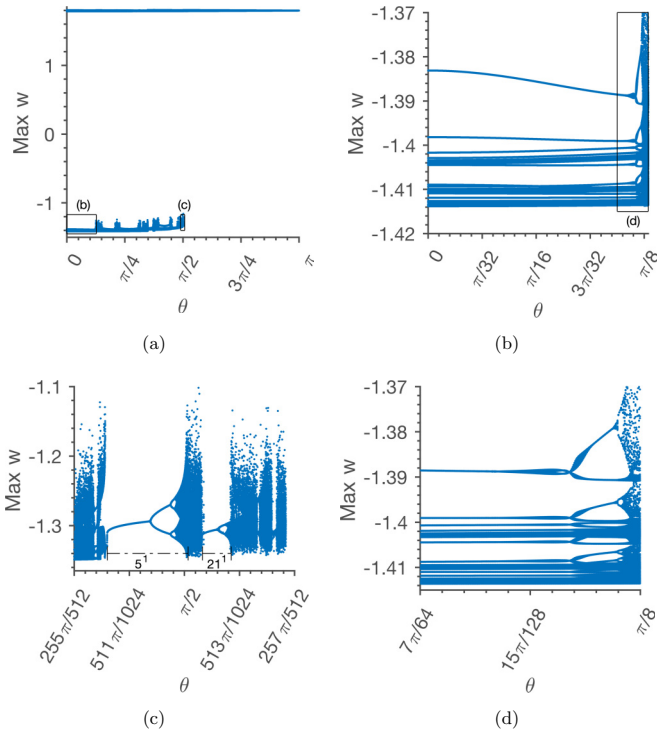 Max w
1
0
-1
(b)
(c)
0
π/4
π/2
3π/4
π
θ
(a)
Max w
-1.37
-1.38
-1.39
-1.4
-1.41
-1.42
(d)
0
π/32
π/16
3π/32
π/8
θ
(b)
Max w
-1.1
-1.2
-1.3
5¹
21¹
255π/512
511π/1024
π/2
513π/1024
257π/512
θ
(c)
Max w
-1.37
-1.38
-1.39
-1.4
-1.41
7π/64
15π/128
π/8
θ
(d)